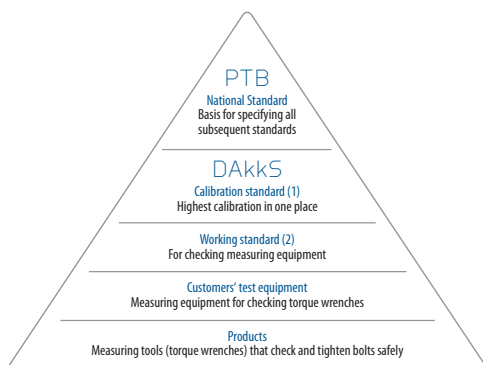 PTB
National Standard
Basis for specifying all
subsequent standards
DAkkS
Calibration standard (1)
Highest calibration in one place
Working standard (2)
For checking measuring equipment
Customers‘ test equipment
Measuring equipment for checking torque wrenches
Products
Measuring tools (torque wrenches) that check and tighten bolts safely